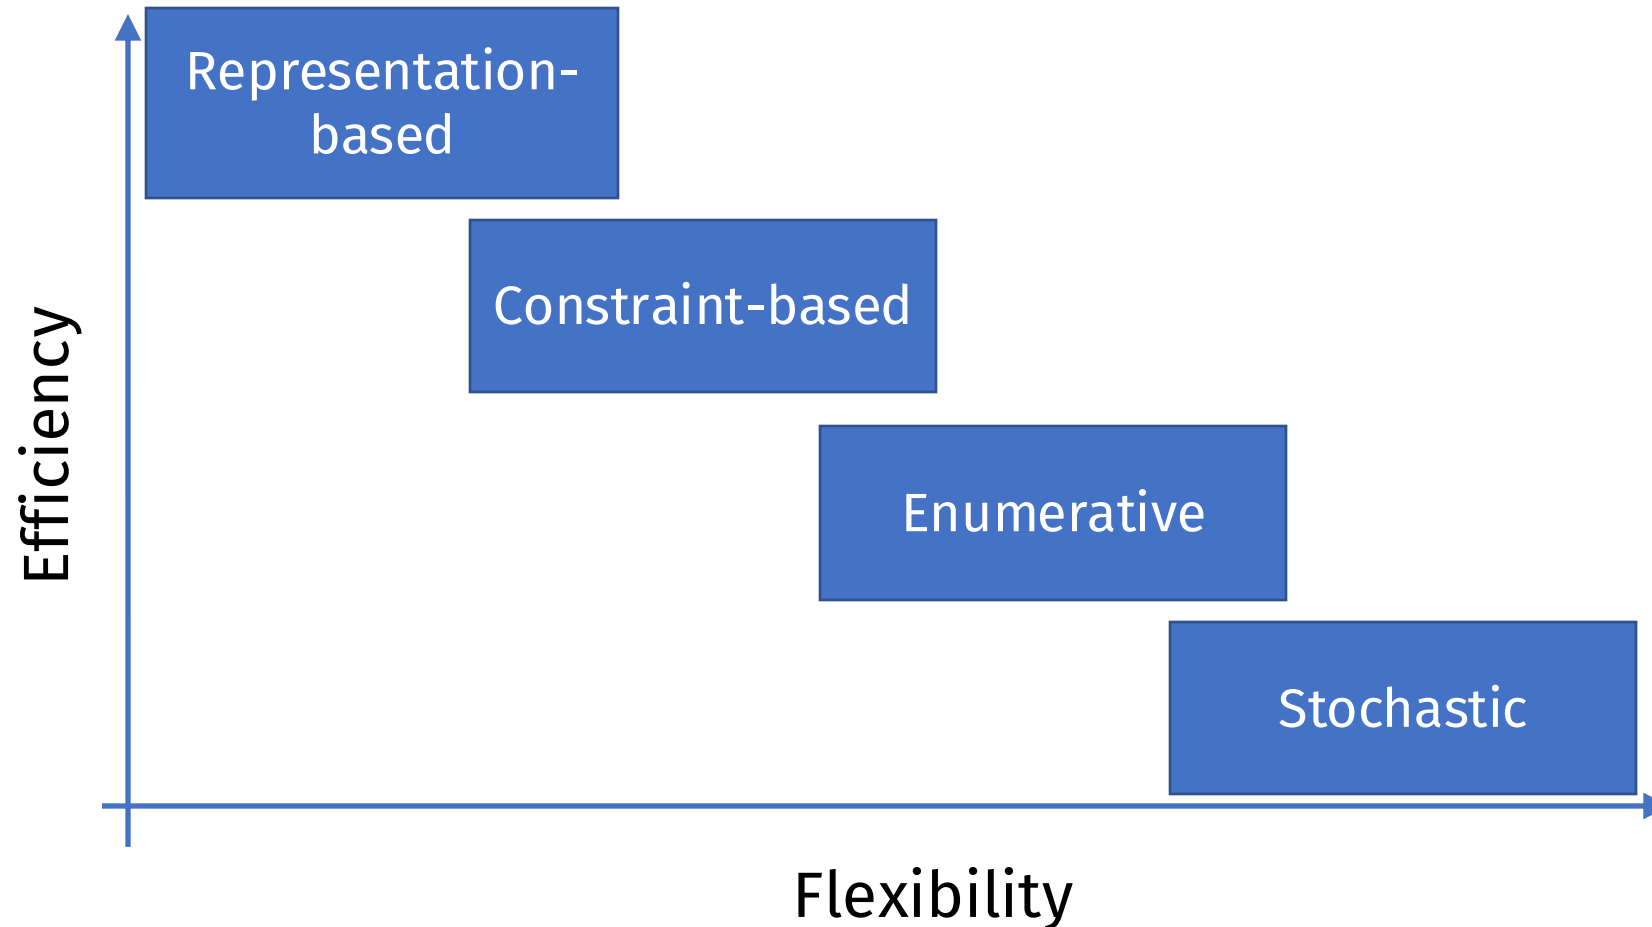 Representation-
based
Constraint-based
Efficiency
Enumerative
Stochastic
Flexibility